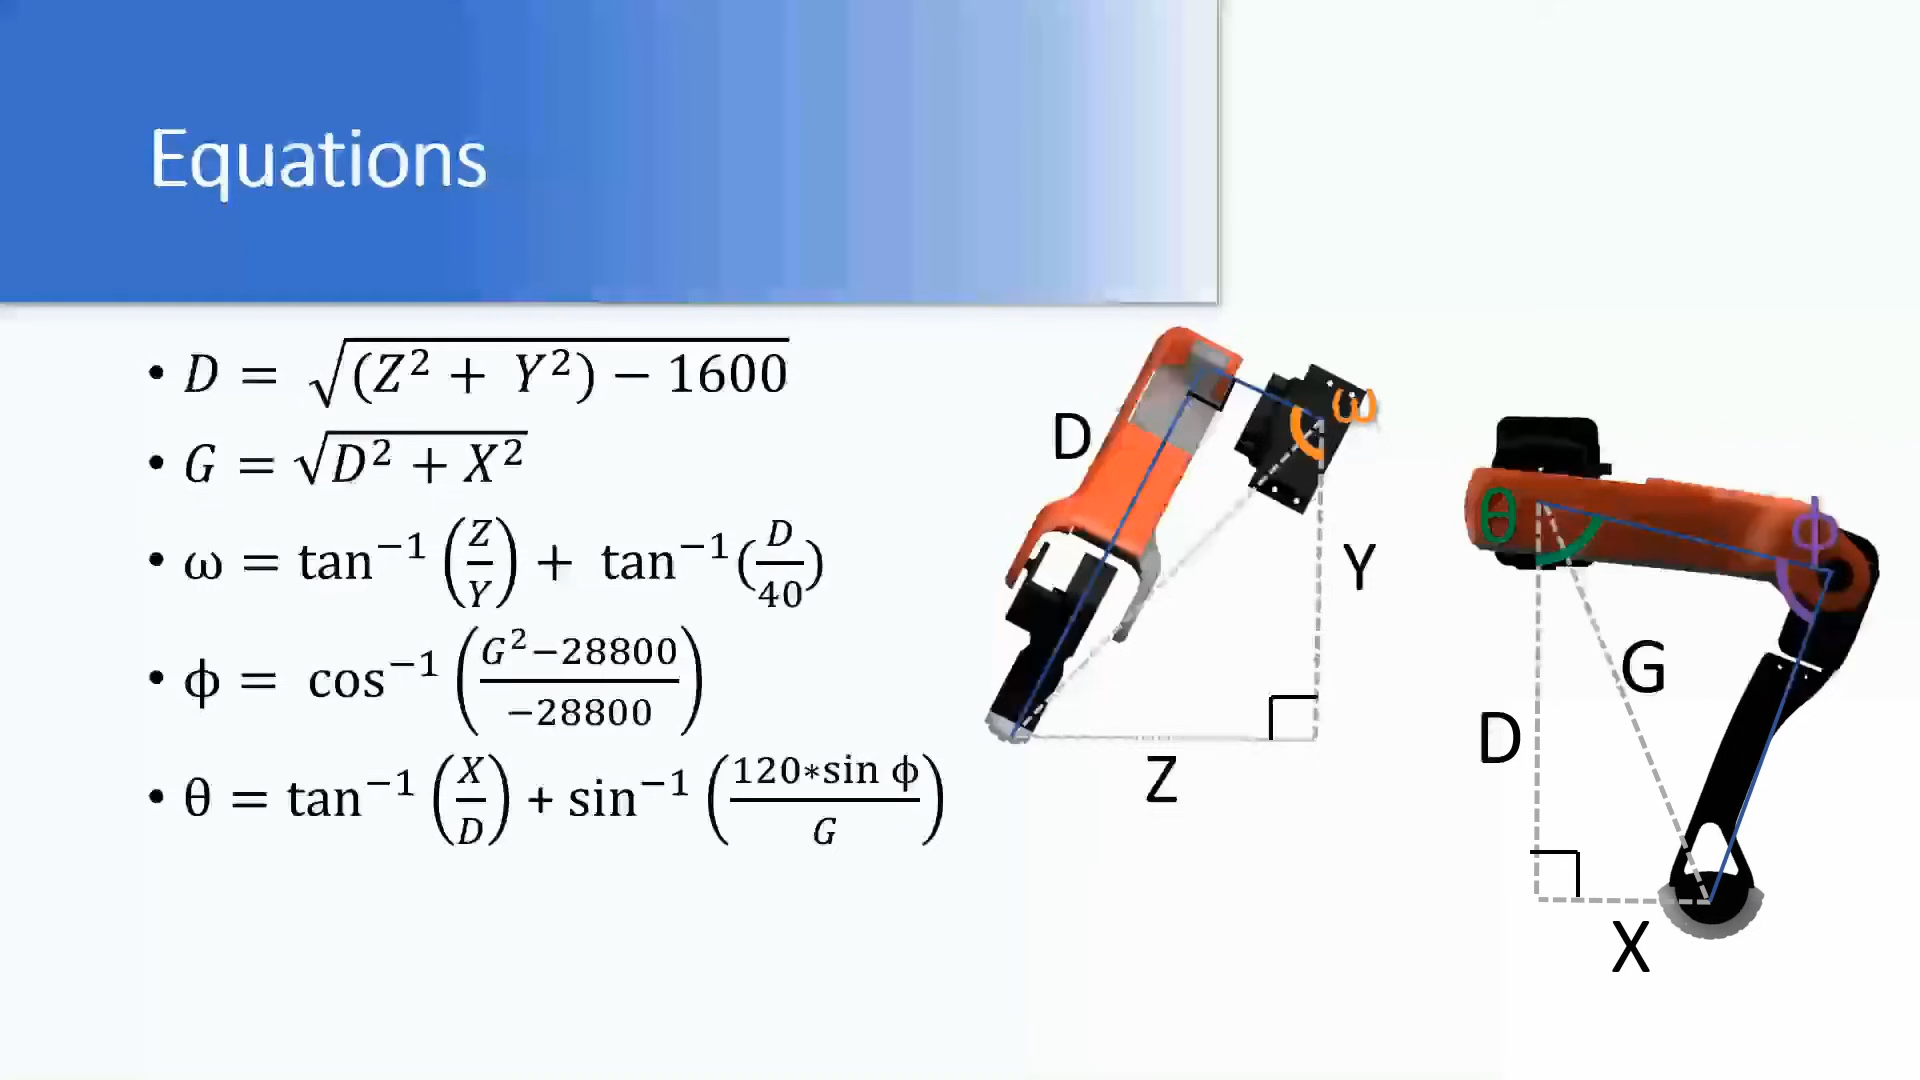 Equations
• D = √((Z² + Y²) − 1600)
• G = √(D² + X²)
• ω = tan⁻¹(Z/Y) + tan⁻¹(D/40)
• ϕ = cos⁻¹((G²−28800)/(−28800))
• θ = tan⁻¹(X/D) + sin⁻¹((120∗sin ϕ)/G)
D
ω
Y
Z
θ
ϕ
G
D
X